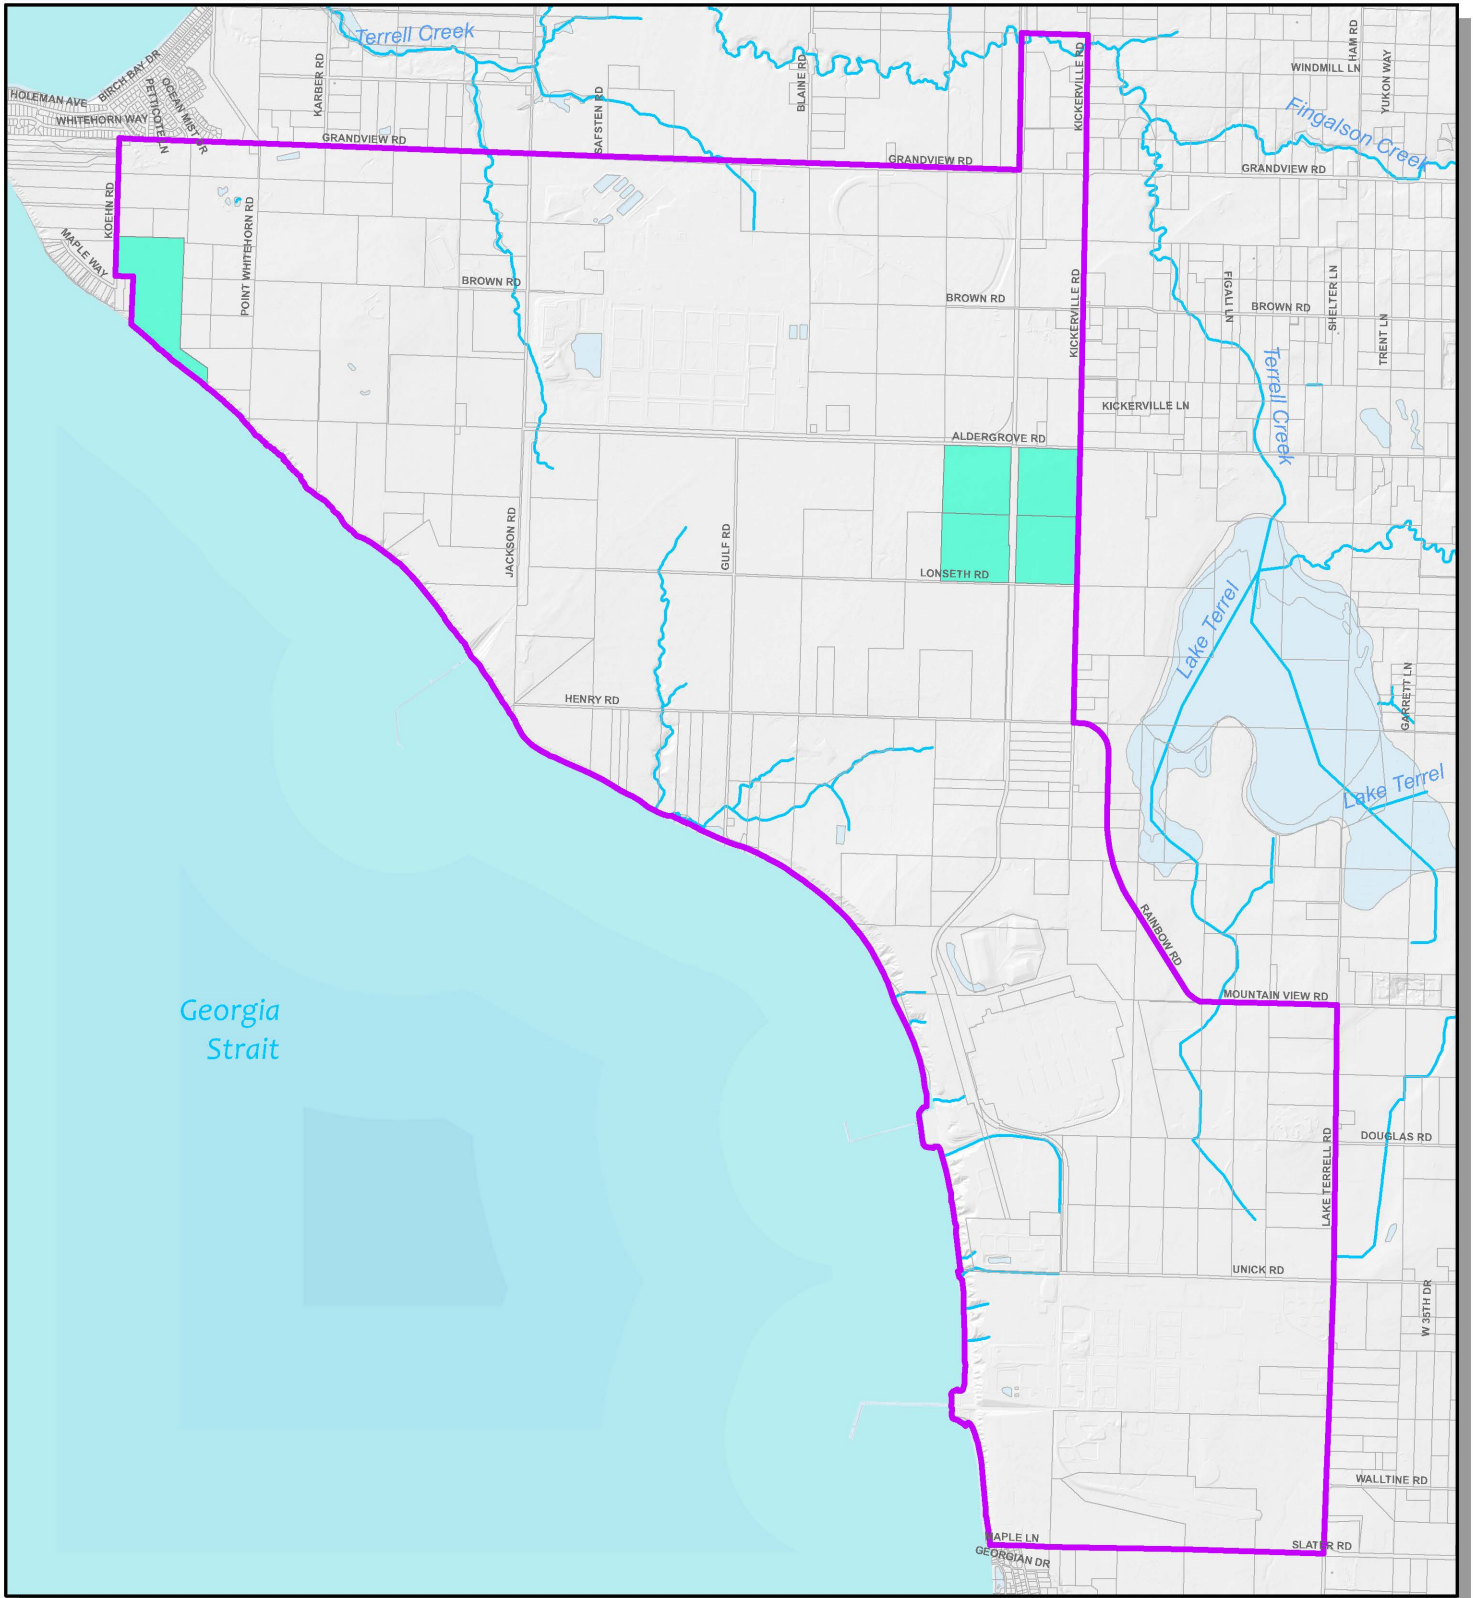 Terrell Creek
HAM RD
WINDMILL LN
YUKON WAY
BIRCH BAY DR
HOLEMAN AVE
WHITEHORN WAY
PETTICOTE LN
OCEAN MIST DR
KARBER RD
SAFSTEN RD
BLAINE RD
KICKERVILLE RD
Fingalson Creek
GRANDVIEW RD
GRANDVIEW RD
GRANDVIEW RD
KOEHN RD
MAPLE WAY
POINT WHITEHORN RD
BROWN RD
BROWN RD
KICKERVILLE RD
FIGALL LN
BROWN RD
SHELTER LN
TRENT LN
Terrell Creek
KICKERVILLE LN
ALDERGROVE RD
JACKSON RD
GULF RD
LONSETH RD
Lake Terrel
HENRY RD
GARRETT LN
Lake Terrel
RAINBOW RD
MOUNTAIN VIEW RD
Georgia
Strait
LAKE TERRELL RD
DOUGLAS RD
UNICK RD
W 35TH DR
WALLTINE RD
MAPLE LN
SLATER RD
GEORGIAN DR